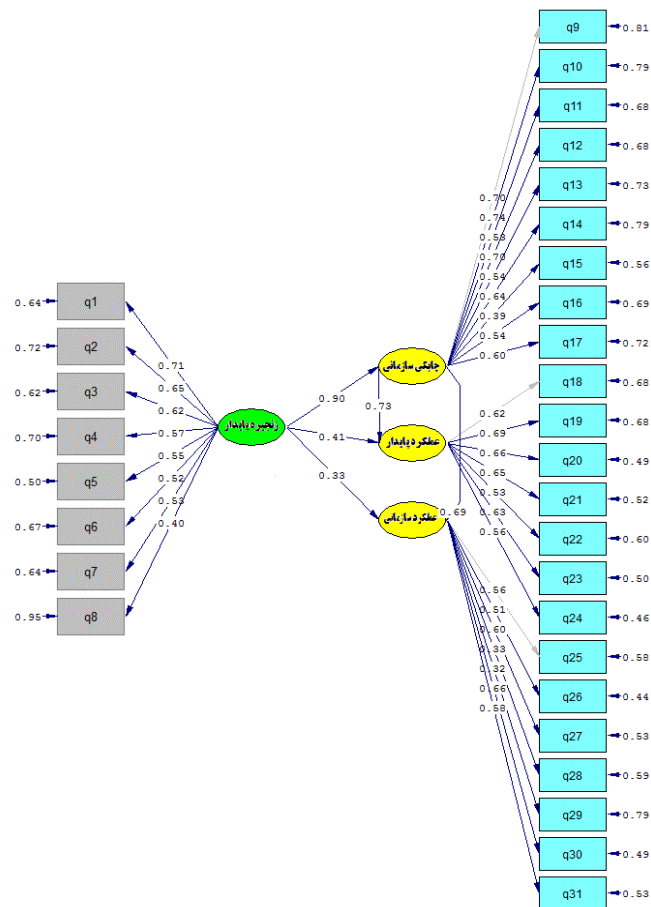 0.64 q1
0.72 q2
0.62 q3
0.70 q4
0.50 q5
0.67 q6
0.64 q7
0.95 q8
0.71
0.65
0.62
0.57
0.55
0.52
0.53
0.40
زنجیره پایدار
0.90
0.41
0.33
چابکی سازمانی
0.73
عملکرد پایدار
عملکرد سازمانی
0.69
0.70
0.74
0.53
0.70
0.54
0.64
0.39
0.54
0.60
0.62
0.69
0.66
0.65
0.53
0.63
0.56
0.56
0.51
0.60
0.33
0.32
0.66
0.58
q9 0.81
q10 0.79
q11 0.68
q12 0.68
q13 0.73
q14 0.79
q15 0.56
q16 0.69
q17 0.72
q18 0.68
q19 0.68
q20 0.49
q21 0.52
q22 0.60
q23 0.50
q24 0.46
q25 0.58
q26 0.44
q27 0.53
q28 0.59
q29 0.79
q30 0.49
q31 0.53